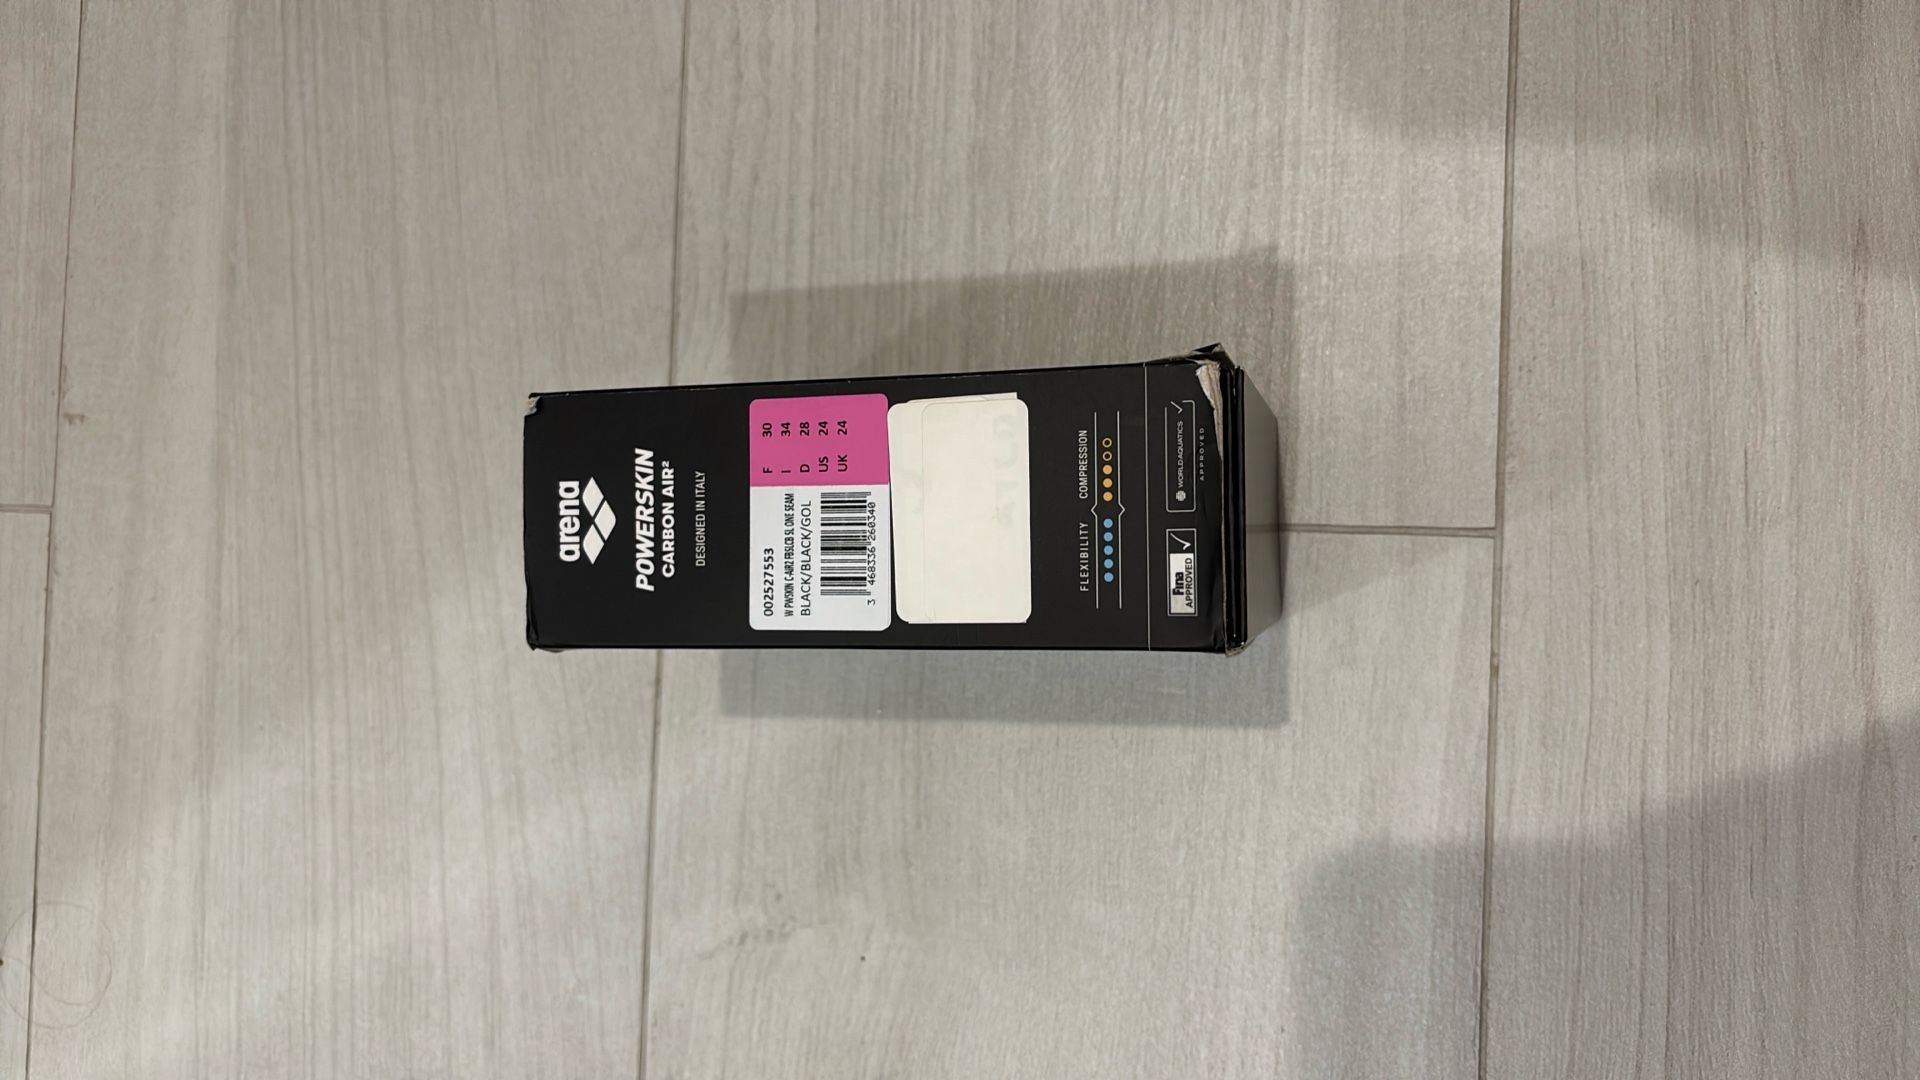 arena
POWERSKIN
CARBON AIR²
DESIGNED IN ITALY
002527553
W PWSKIN C-AIR2 FBSLCB SL ONE SEAM
BLACK/BLACK/GOL
3 468336 260340
F 30
I 34
D 28
US 24
UK 24
FLEXIBILITY COMPRESSION
Fina
APPROVED
WORLD AQUATICS
APPROVED